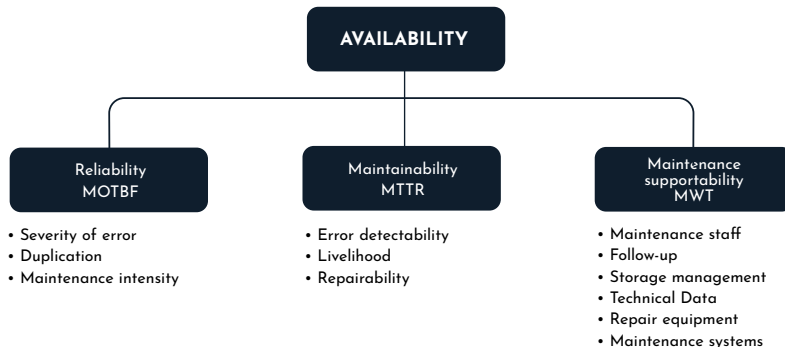 AVAILABILITY
Reliability
MOTBF
• Severity of error
• Duplication
• Maintenance intensity
Maintainability
MTTR
• Error detectability
• Livelihood
• Repairability
Maintenance
supportability
MWT
• Maintenance staff
• Follow-up
• Storage management
• Technical Data
• Repair equipment
• Maintenance systems